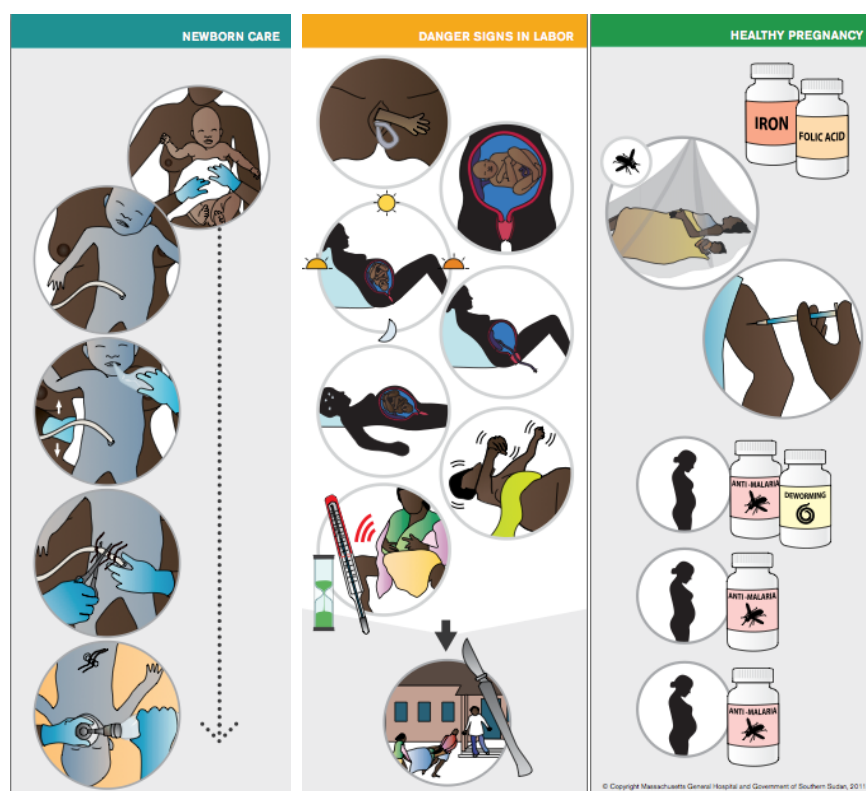 NEWBORN CARE
DANGER SIGNS IN LABOR
HEALTHY PREGNANCY
IRON
FOLIC ACID
ANTI-MALARIA
DEWORMING
ANTI-MALARIA
ANTI-MALARIA
© Copyright Massachusetts General Hospital and Government of Southern Sudan, 201